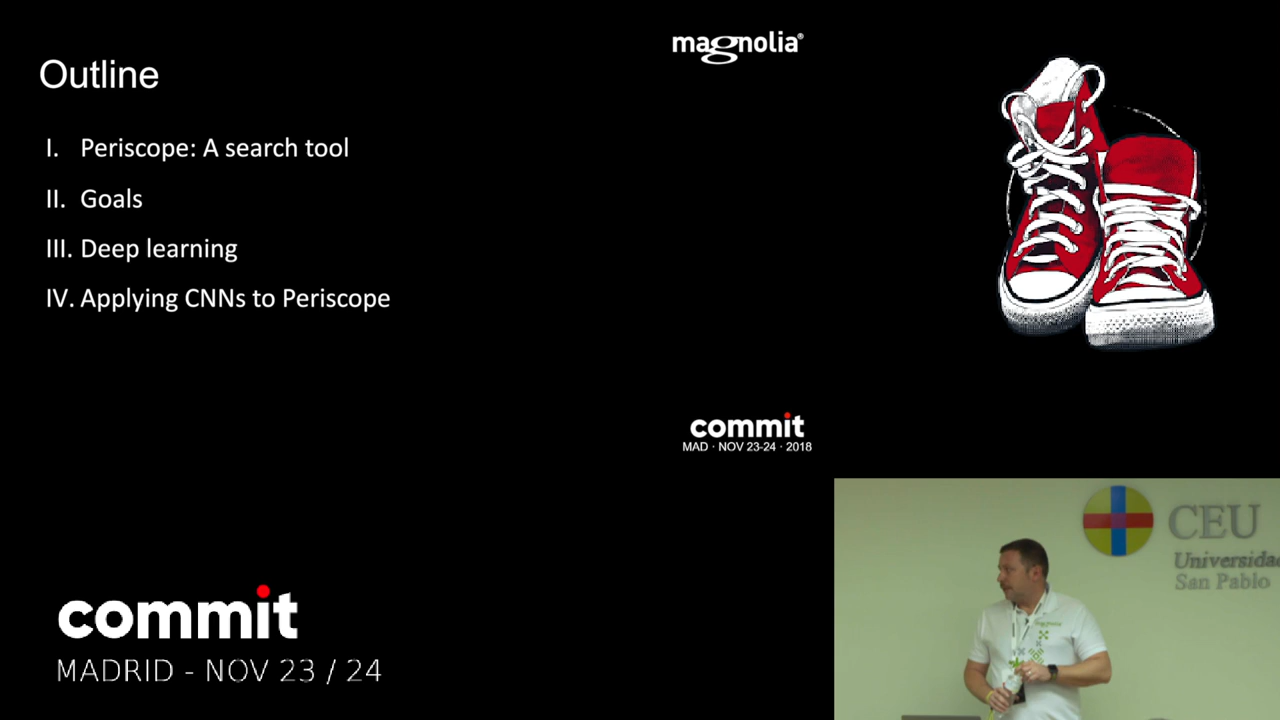 magnolia®
Outline
I. Periscope: A search tool
II. Goals
III. Deep learning
IV. Applying CNNs to Periscope
commit
MAD · NOV 23-24 · 2018
CEU
Universidad
San Pablo
commit
MADRID - NOV 23 / 24